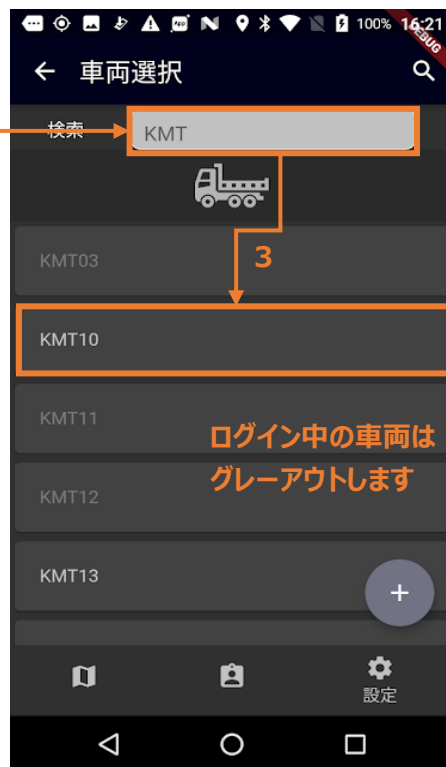 100% 16:21
DEBUG
車両選択
検索
KMT
KMT03
3
KMT10
KMT11
ログイン中の車両は
グレーアウトします
KMT12
KMT13
+
設定